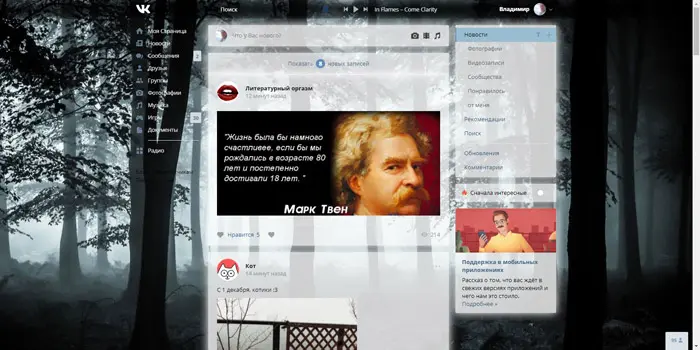 Поиск
In Flames – Come Clarity
Владимир
Моя Страница
Новости
Сообщения
Друзья
Группы
Фотографии
Музыка
Игры
Документы
Радио
Что у Вас нового?
Показать 8 новых записей
Литературный оргазм
12 минут назад
"Жизнь была бы намного
счастливее, если бы мы
рождались в возрасте 80
лет и постепенно
достигали 18 лет. "
Марк Твен
Нравится 5
214
Кот
14 минут назад
С 1 декабря, котики :3
Новости
Фотографии
Видеозаписи
Сообщества
Понравилось
от меня
Рекомендации
Поиск
Обновления
Комментарии
Сначала интересные
Поддержка в мобильных
приложениях
Рассказ о том, что вас ждёт в
свежих версиях приложений и
чего нам это стоило.
Подробнее »